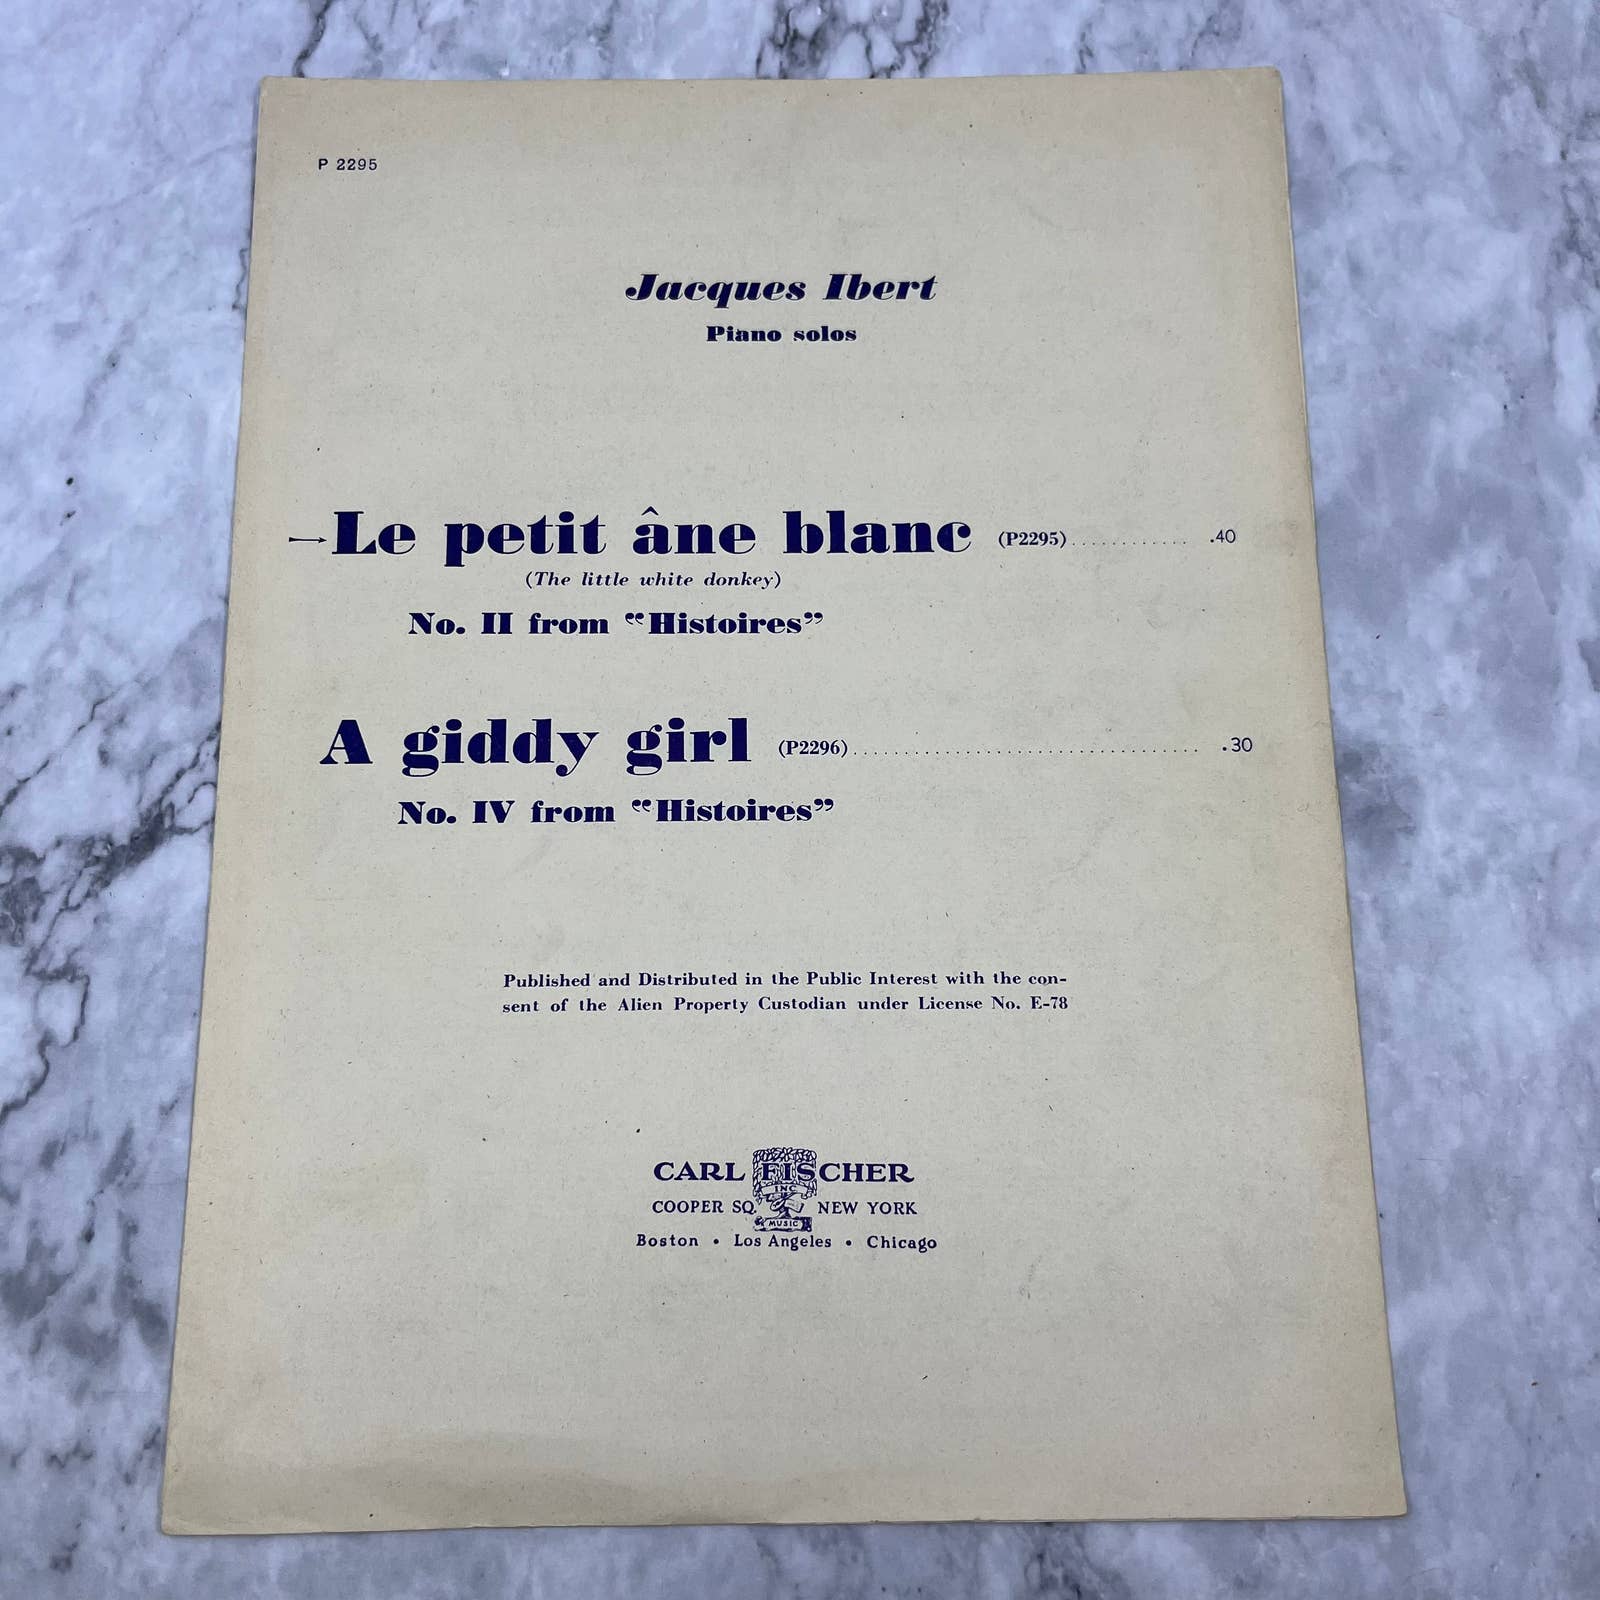 P 2295
Jacques Ibert
Piano solos
→Le petit âne blanc (P2295)............ .40
(The little white donkey)
No. II from “Histoires”
A giddy girl (P2296)................................... .30
No. IV from “Histoires”
Published and Distributed in the Public Interest with the con-
sent of the Alien Property Custodian under License No. E-78
CARL FISCHER
INC
COOPER SQ. NEW YORK
MUSIC
Boston • Los Angeles • Chicago